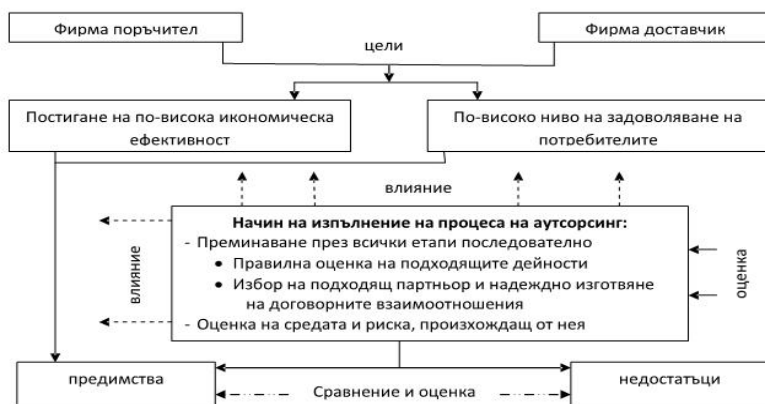 Фирма поръчител
Фирма доставчик
цели
Постигане на по-висока икономическа
ефективност
По-високо ниво на задоволяване на
потребителите
влияние
Начин на изпълнение на процеса на аутсорсинг:
- Преминаване през всички етапи последователно
• Правилна оценка на подходящите дейности
• Избор на подходящ партньор и надеждно изготвяне
на договорните взаимоотношения
- Оценка на средата и риска, произхождащ от нея
влияние
оценка
предимства
Сравнение и оценка
недостатъци